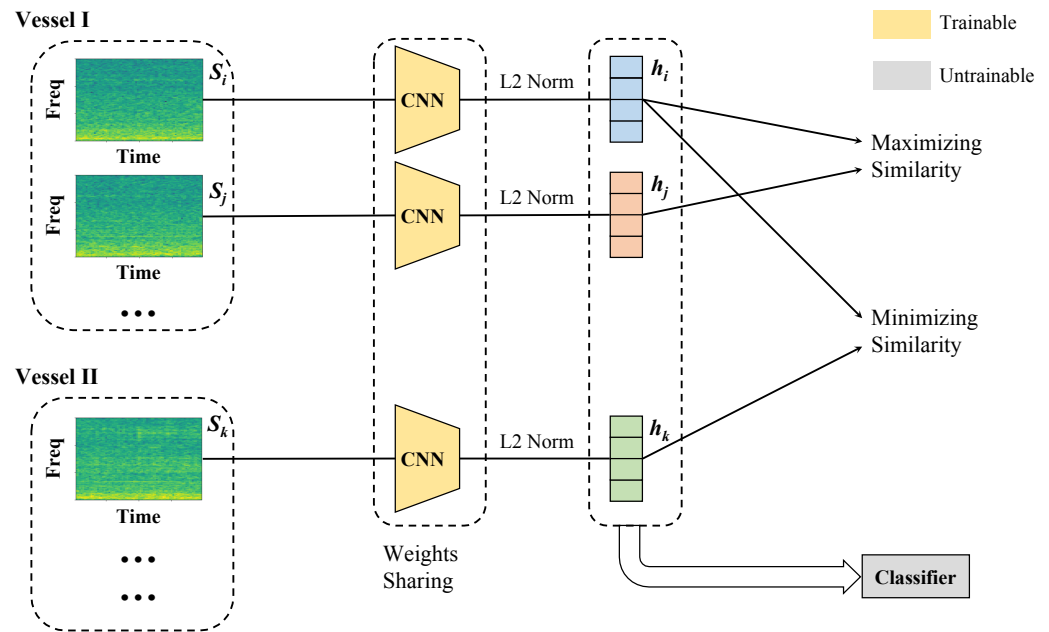 Vessel I
Freq
S_i
Time
CNN
L2 Norm
h_i
Trainable
Untrainable
Maximizing
Similarity
Freq
S_j
Time
CNN
L2 Norm
h_j
•••
Minimizing
Similarity
Vessel II
Freq
S_k
Time
CNN
L2 Norm
h_k
•••
•••
Weights
Sharing
Classifier